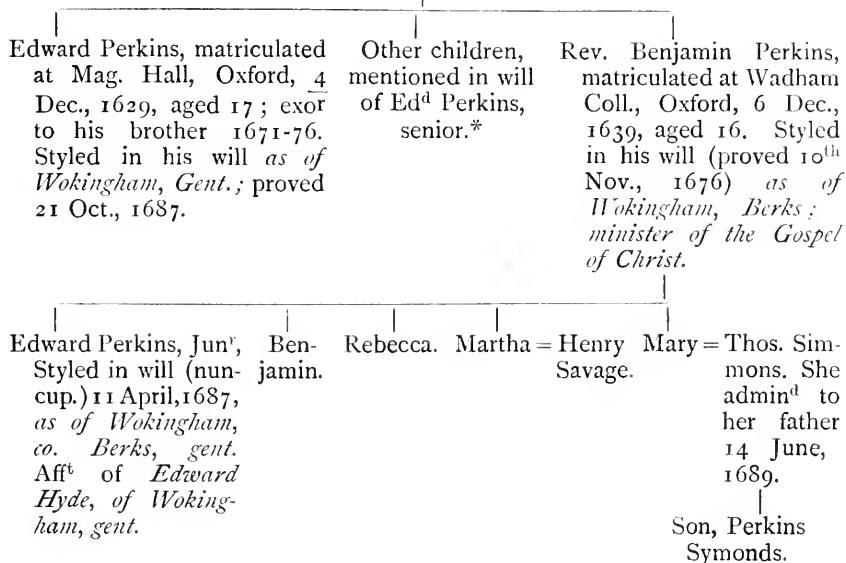 Edward Perkins, matriculated
at Mag. Hall, Oxford, 4
Dec., 1629, aged 17; exor
to his brother 1671-76.
Styled in his will as of
Wokingham, Gent.; proved
21 Oct., 1687.
Other children,
mentioned in will
of Edᵈ Perkins,
senior.*
Rev. Benjamin Perkins,
matriculated at Wadham
Coll., Oxford, 6 Dec.,
1639, aged 16. Styled
in his will (proved 10ᵗʰ
Nov., 1676) as of
Wokingham, Berks;
minister of the Gospel
of Christ.
Edward Perkins, Junʳ,
Styled in will (nun-
cup.) 11 April, 1687,
as of Wokingham,
co. Berks, gent.
Affᵗ of Edward
Hyde, of Woking-
ham, gent.
Ben-
jamin.
Rebecca.
Martha = Henry
Savage.
Mary = Thos. Sim-
mons. She
adminᵈ to
her father
14 June,
1689.
Son, Perkins
Symonds.